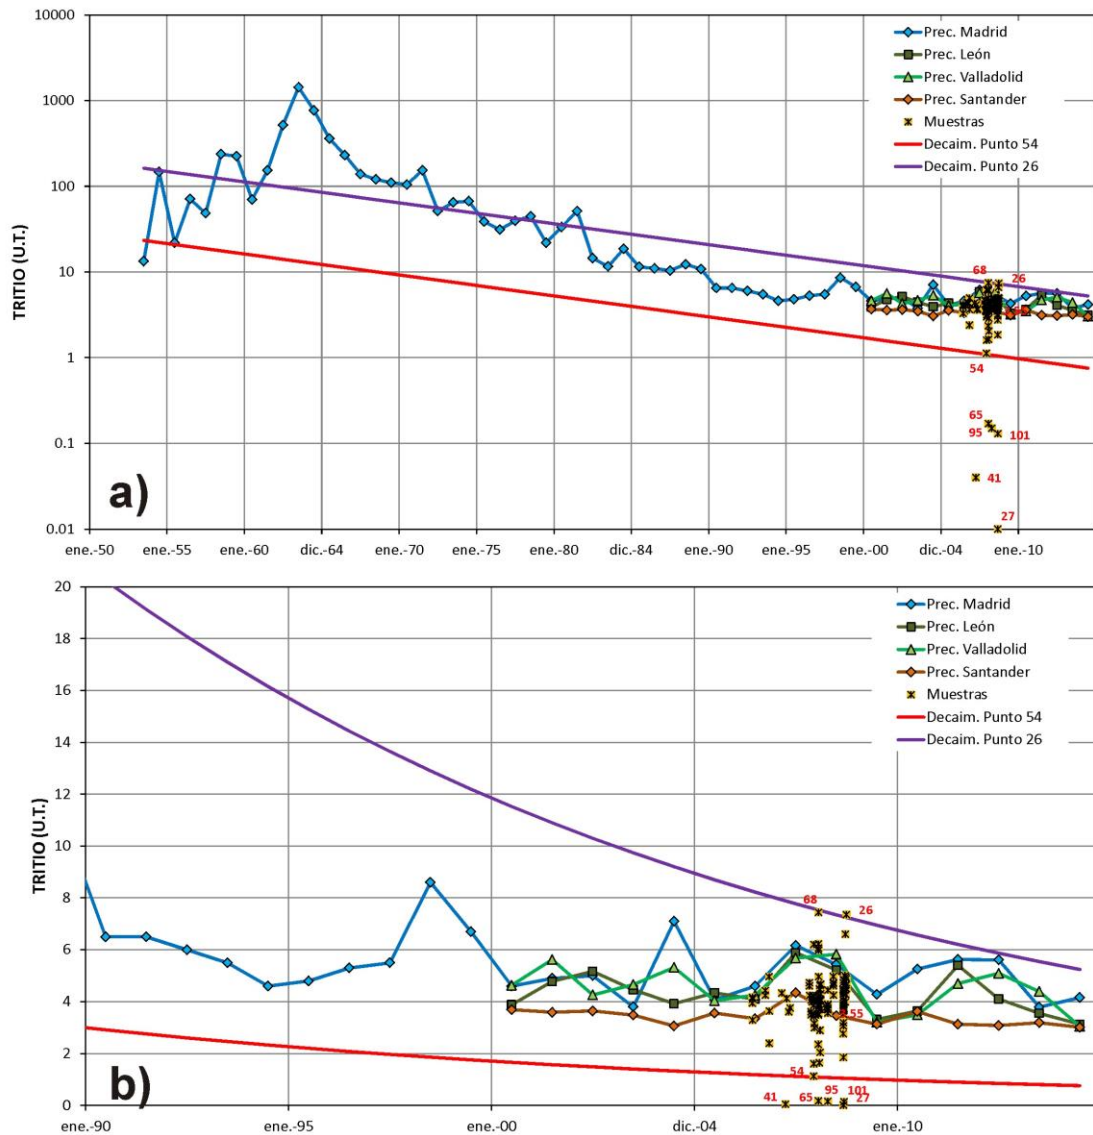 10000
1000
100
10
1
0.1
0.01
TRITIO (U.T.)
Prec. Madrid
Prec. León
Prec. Valladolid
Prec. Santander
Muestras
Decaim. Punto 54
Decaim. Punto 26
68
26
54
65
95
101
41
27
a)
ene.-50
ene.-55
ene.-60
dic.-64
ene.-70
ene.-75
ene.-80
dic.-84
ene.-90
ene.-95
ene.-00
dic.-04
ene.-10
20
18
16
14
12
10
8
6
4
2
0
TRITIO (U.T.)
Prec. Madrid
Prec. León
Prec. Valladolid
Prec. Santander
Muestras
Decaim. Punto 54
Decaim. Punto 26
68
26
55
54
41
65
95
101
27
b)
ene.-90
ene.-95
ene.-00
dic.-04
ene.-10